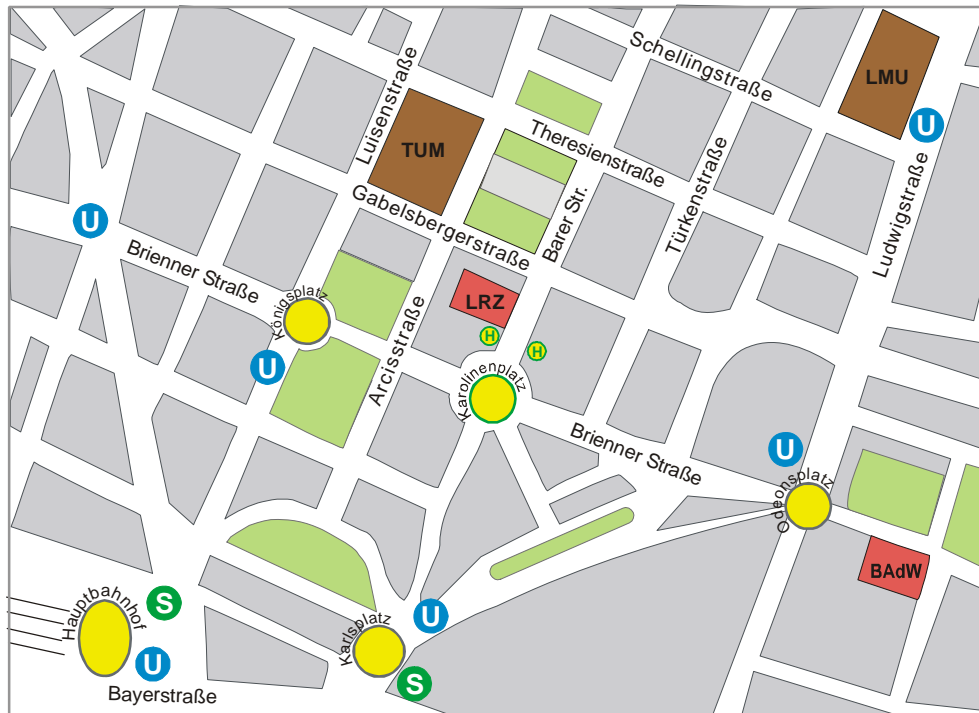 Schellingstraße
LMU
U
Luisenstraße
TUM
Theresienstraße
Türkenstraße
Ludwigstraße
U
Gabelsbergerstraße
Barer Str.
Brienner Straße
Königsplatz
LRZ
H
H
U
Arcisstraße
Karolinenplatz
Brienner Straße
U
Odeonsplatz
BAdW
Hauptbahnhof
S
U
Karlsplatz
U
S
Bayerstraße